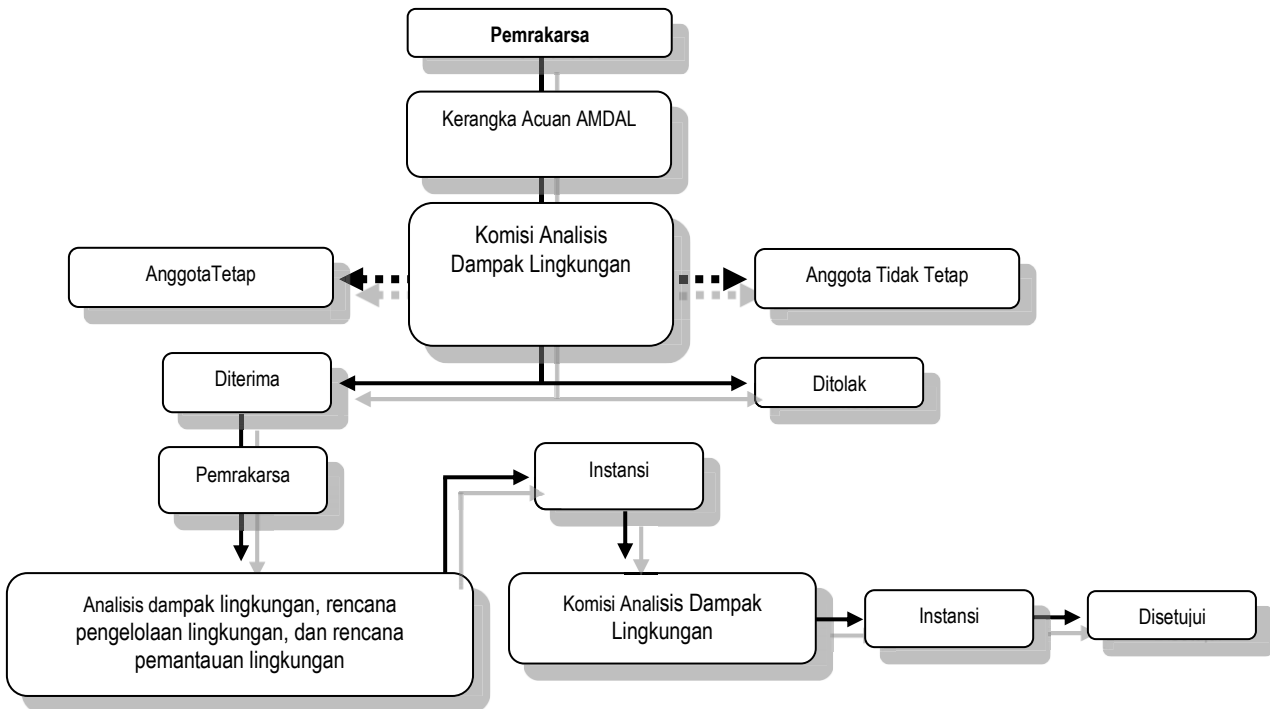 Pemrakarsa
Kerangka Acuan AMDAL
Komisi Analisis
Dampak Lingkungan
AnggotaTetap
Anggota Tidak Tetap
Diterima
Ditolak
Pemrakarsa
Instansi
Analisis dampak lingkungan, rencana
pengelolaan lingkungan, dan rencana
pemantauan lingkungan
Komisi Analisis Dampak
Lingkungan
Instansi
Disetujui